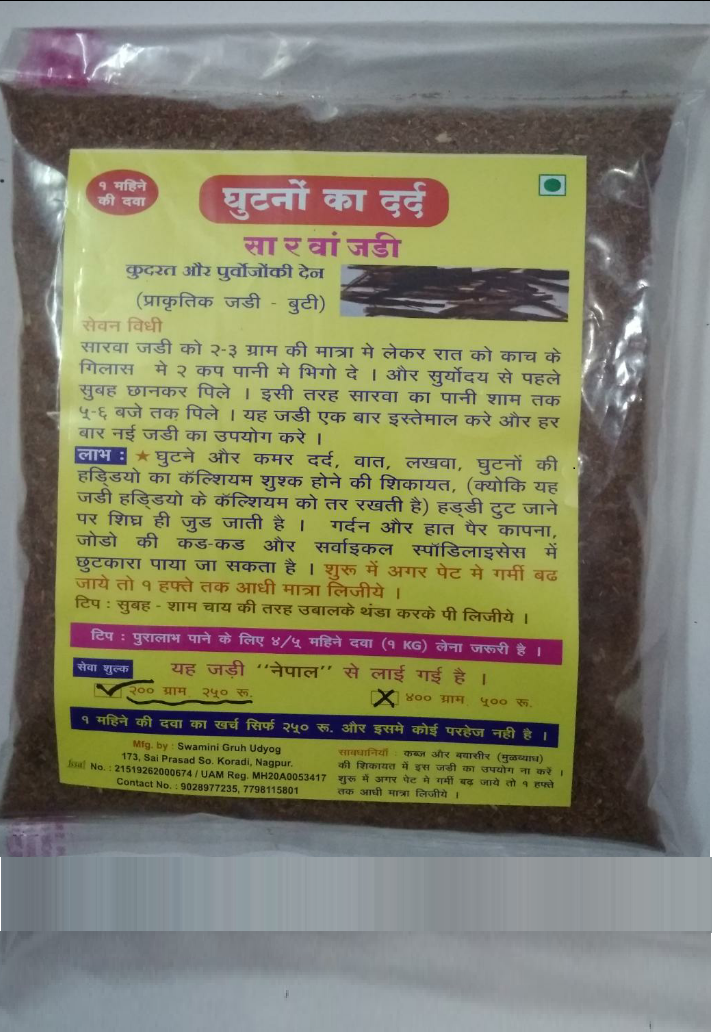 १ महिने
की दवा
घुटनों का दर्द
सा र वां जडी
कुदरत और पुर्वोजोंकी देन
(प्राकृतिक जडी - बुटी)
सेवन विधी
सारवा जडी को २-३ ग्राम की मात्रा मे लेकर रात को काच के
गिलास मे २ कप पानी मे भिगो दे । और सुर्योदय से पहले
सुबह छानकर पिले । इसी तरह सारवा का पानी शाम तक
५-६ बजे तक पिले । यह जडी एक बार इस्तेमाल करे और हर
बार नई जडी का उपयोग करे ।
लाभ : ★ घुटने और कमर दर्द, वात, लखवा, घुटनों की
हड्डियो का कॅल्शियम शुश्क होने की शिकायत, (क्योकि यह
जडी हड्डियो के कॅल्शियम को तर रखती है) हड्डी टुट जाने
पर शिघ्र ही जुड जाती है । गर्दन और हात पैर कापना,
जोडो की कड-कड और सर्वाइकल स्पॉडिलाइसेस में
छुटकारा पाया जा सकता है । शुरू में अगर पेट मे गर्मी बढ
जाये तो १ हफ्ते तक आधी मात्रा लिजीये ।
टिप : सुबह - शाम चाय की तरह उबालके थंडा करके पी लिजीये ।
टिप : पुरालाभ पाने के लिए ४/५ महिने दवा (१ KG) लेना जरूरी है ।
सेवा शुल्क यह जड़ी "नेपाल" से लाई गई है ।
२०० ग्राम २५० रू. ४०० ग्राम ५०० रू.
१ महिने की दवा का खर्च सिर्फ २५० रू. और इसमे कोई परहेज नही है ।
Mfg. by : Swamini Gruh Udyog
173, Sai Prasad So. Koradi, Nagpur.
fssai No. : 21519262000674 / UAM Reg. MH20A0053417
Contact No. : 9028977235, 7798115801
सावधानियाँ : कब्ज और बवासीर (मुळव्याध)
की शिकायत में इस जडी का उपयोग ना करें ।
शुरू में अगर पेट मे गर्मी बढ जाये तो १ हफ्ते
तक आधी मात्रा लिजीये ।